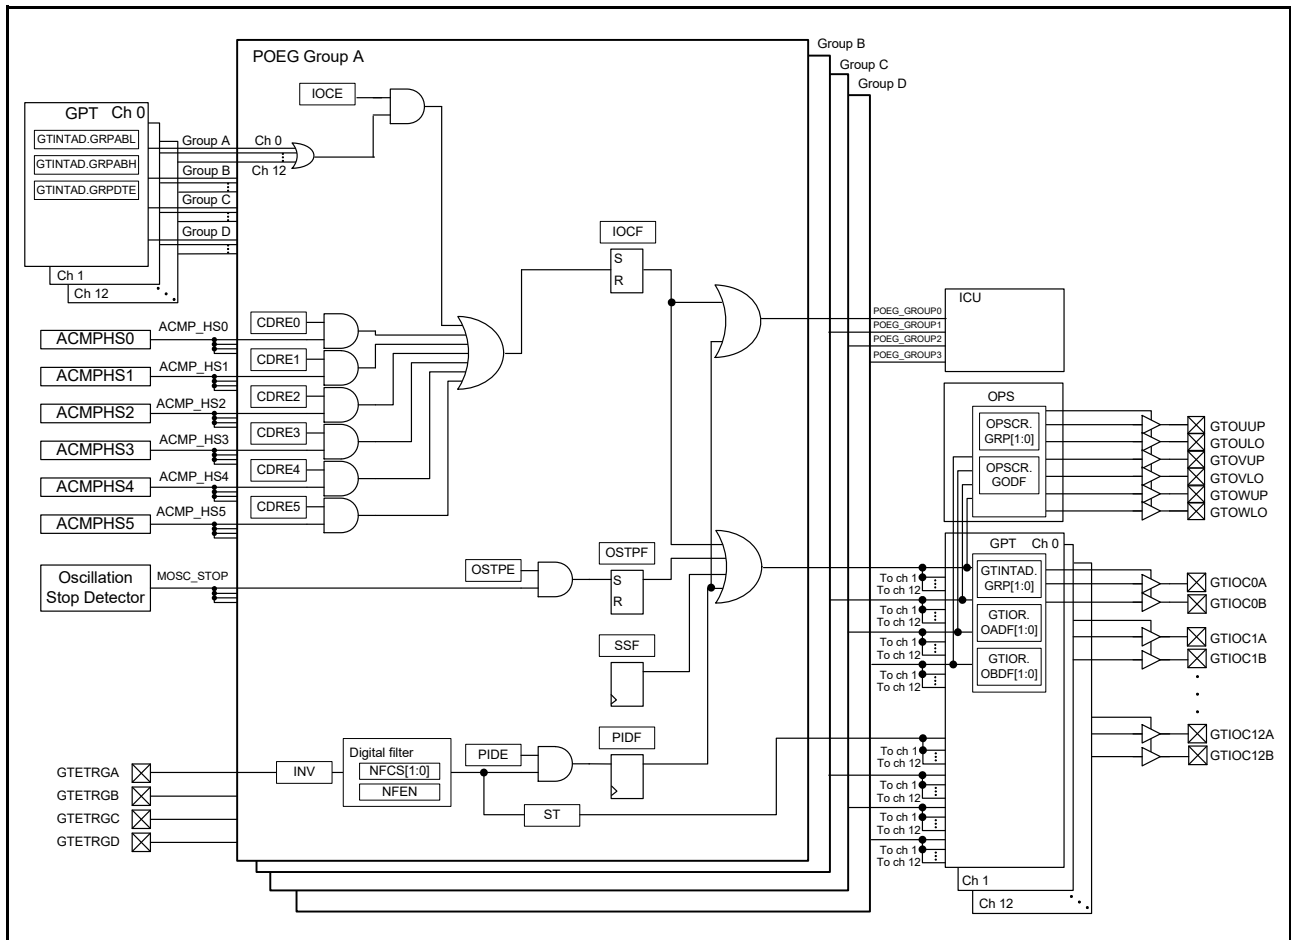 POEG Group A
Group B
Group C
Group D
IOCE
GPT Ch 0
GTINTAD.GRPABL
GTINTAD.GRPABH
GTINTAD.GRPDTE
Group A
Ch 0
Ch 12
Group B
Group C
Group D
Ch 1
Ch 12
IOCF
S
R
ICU
POEG_GROUP0
POEG_GROUP1
POEG_GROUP2
POEG_GROUP3
ACMPHS0
ACMP_HS0
CDRE0
ACMPHS1
ACMP_HS1
CDRE1
ACMPHS2
ACMP_HS2
CDRE2
ACMPHS3
ACMP_HS3
CDRE3
ACMPHS4
ACMP_HS4
CDRE4
ACMPHS5
ACMP_HS5
CDRE5
OPS
OPSCR.
GRP[1:0]
OPSCR.
GODF
GTOUUP
GTOULO
GTOVUP
GTOVLO
GTOWUP
GTOWLO
Oscillation
Stop Detector
MOSC_STOP
OSTPE
OSTPF
S
R
SSF
GPT Ch 0
GTINTAD.
GRP[1:0]
GTIOR.
OADF[1:0]
GTIOR.
OBDF[1:0]
To ch 1
To ch 12
To ch 1
To ch 12
To ch 1
To ch 12
To ch 1
To ch 12
GTIOC0A
GTIOC0B
GTIOC1A
GTIOC1B
GTIOC12A
GTIOC12B
GTETRGA
GTETRGB
GTETRGC
GTETRGD
INV
Digital filter
NFCS[1:0]
NFEN
PIDE
PIDF
ST
To ch 1
To ch 12
To ch 1
To ch 12
To ch 1
To ch 12
To ch 1
To ch 12
Ch 1
Ch 12